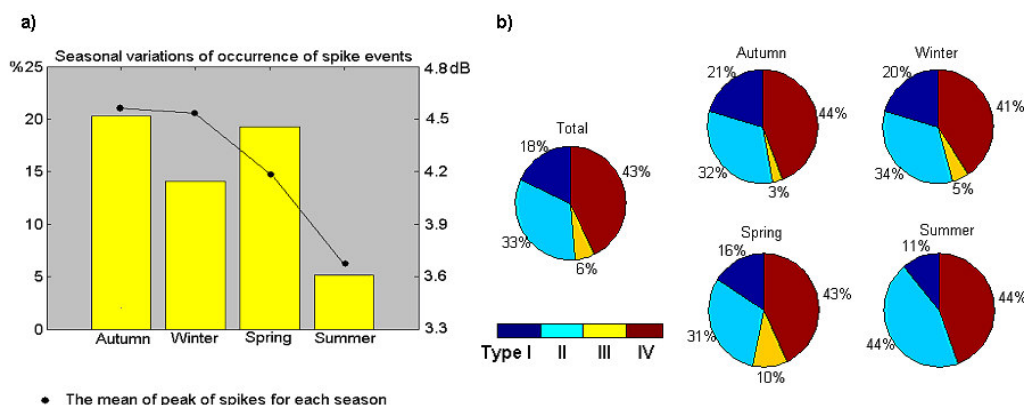 a)
Seasonal variations of occurrence of spike events
%25
20
15
10
5
0
4.8dB
4.5
4.2
3.9
3.6
3.3
Autumn Winter Spring Summer
• The mean of peak of spikes for each season
b)
Total
18%
43%
33%
6%
Autumn
21%
44%
32%
3%
Winter
20%
41%
34%
5%
Spring
16%
43%
31%
10%
Summer
11%
44%
44%
Type I II III IV